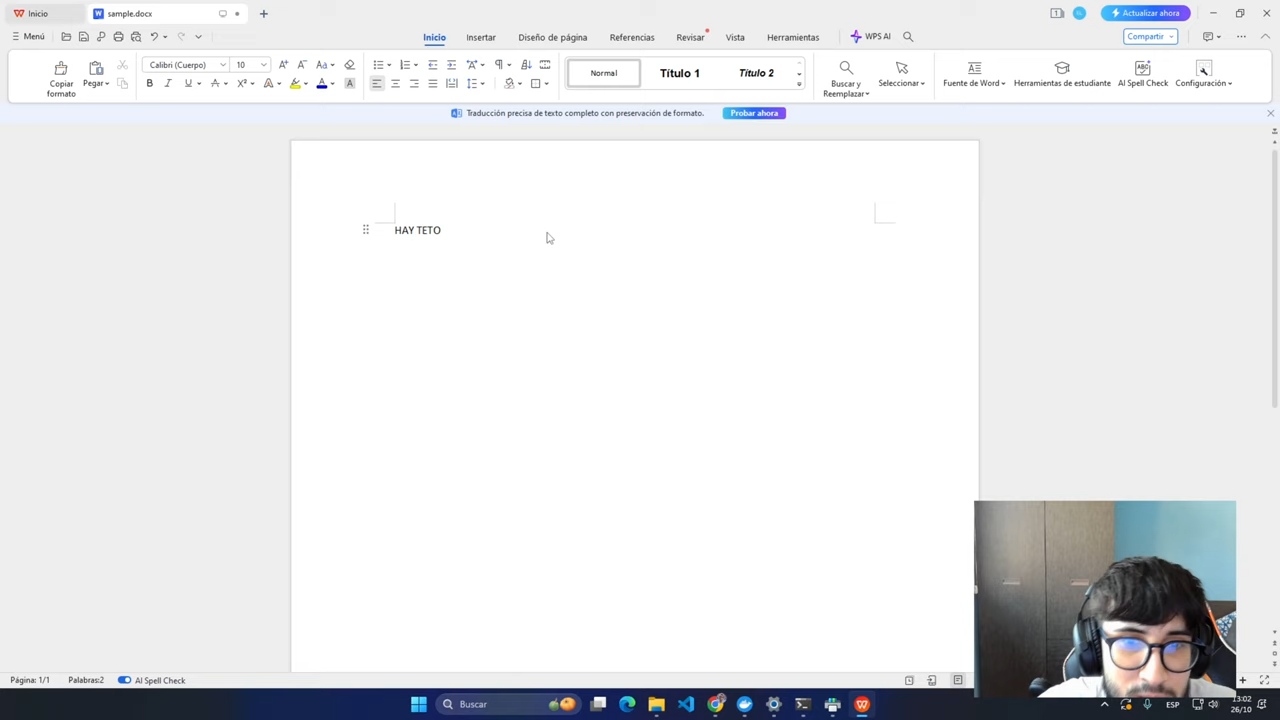 Inicio
sample.docx
Actualizar ahora
Menú
Inicio
Insertar
Diseño de página
Referencias
Revisar
Vista
Herramientas
WPS AI
Compartir
Copiar formato
Pegar
Calibri (Cuerpo)
10
Normal
Título 1
Título 2
Buscar y Reemplazar
Seleccionar
Fuente de Word
Herramientas de estudiante
AI Spell Check
Configuración
Traducción precisa de texto completo con preservación de formato.
Probar ahora
HAY TETO
Página: 1/1
Palabras:2
AI Spell Check
Buscar
ESP
13:02
26/10